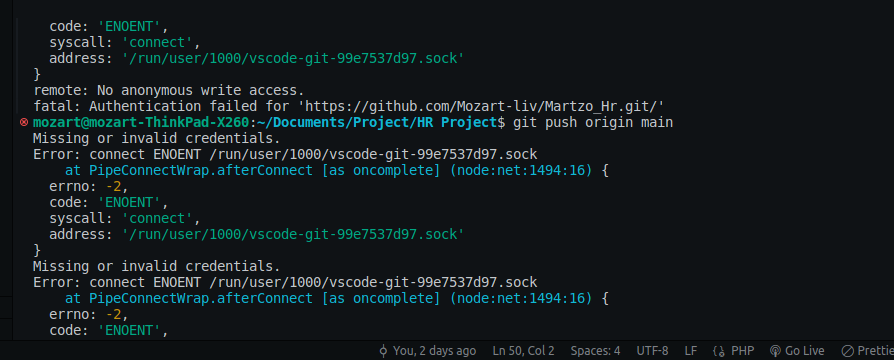 code: 'ENOENT',
syscall: 'connect',
address: '/run/user/1000/vscode-git-99e7537d97.sock'
}
remote: No anonymous write access.
fatal: Authentication failed for 'https://github.com/Mozart-liv/Martzo_Hr.git/'
mozart@mozart-ThinkPad-X260:~/Documents/Project/HR Project$ git push origin main
Missing or invalid credentials.
Error: connect ENOENT /run/user/1000/vscode-git-99e7537d97.sock
at PipeConnectWrap.afterConnect [as oncomplete] (node:net:1494:16) {
errno: -2,
code: 'ENOENT',
syscall: 'connect',
address: '/run/user/1000/vscode-git-99e7537d97.sock'
}
Missing or invalid credentials.
Error: connect ENOENT /run/user/1000/vscode-git-99e7537d97.sock
at PipeConnectWrap.afterConnect [as oncomplete] (node:net:1494:16) {
errno: -2,
code: 'ENOENT',
You, 2 days ago Ln 50, Col 2 Spaces: 4 UTF-8 LF PHP Go Live Prettie